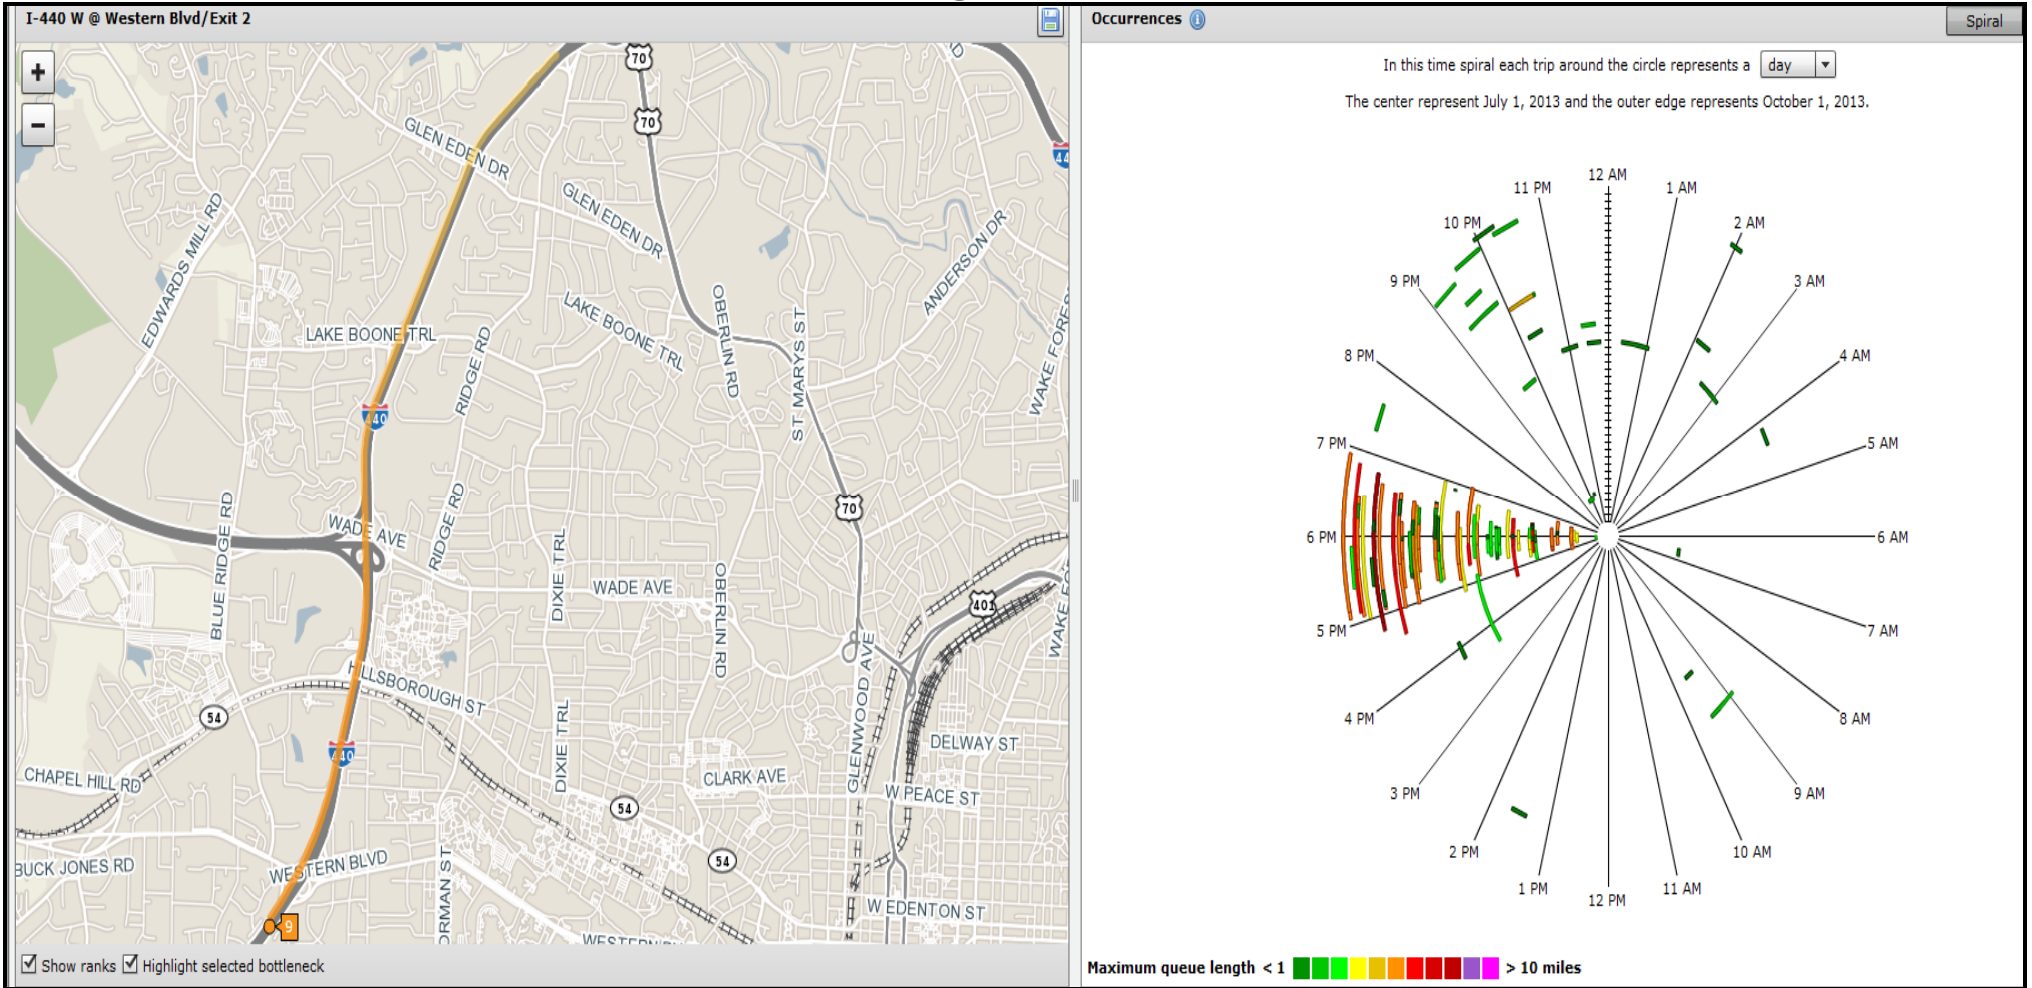 I-440 W @ Western Blvd/Exit 2
+
−
70
70
44
GLEN EDEN DR
GLEN EDEN DR
EDWARDS MILL RD
ANDERSON DR
LAKE BOONE TRL
LAKE BOONE TRL
OBERLIN RD
ST MARYS ST
RIDGE RD
440
BLUE RIDGE RD
WADE AVE
RIDGE RD
70
DIXIE TRL
WADE AVE
OBERLIN RD
401
HILLSBOROUGH ST
54
GLENWOOD AVE
DIXIE TRL
440
CHAPEL HILL RD
CLARK AVE
DELWAY ST
W PEACE ST
54
54
BUCK JONES RD
WESTERN BLVD
W EDENTON ST
9
Show ranks Highlight selected bottleneck
Occurrences
Spiral
In this time spiral each trip around the circle represents a day
The center represent July 1, 2013 and the outer edge represents October 1, 2013.
12 AM
11 PM 1 AM
10 PM 2 AM
9 PM 3 AM
8 PM 4 AM
7 PM 5 AM
6 PM 6 AM
5 PM 7 AM
4 PM 8 AM
3 PM 9 AM
2 PM 10 AM
1 PM 11 AM
12 PM
Maximum queue length < 1 > 10 miles